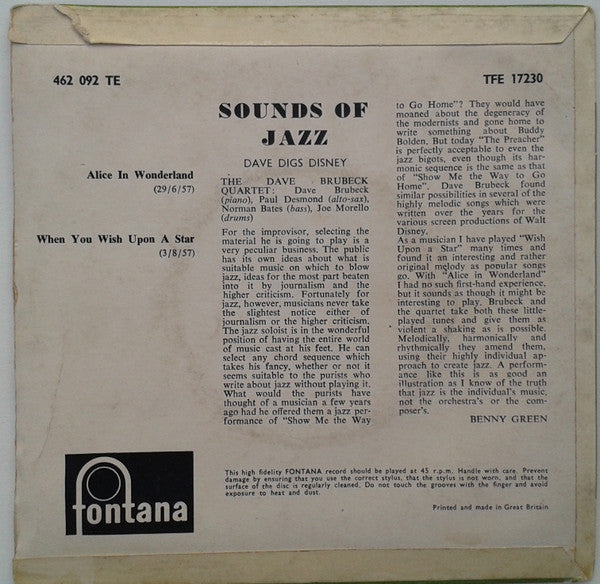 462 092 TE
TFE 17230
SOUNDS OF
JAZZ
DAVE DIGS DISNEY
Alice In Wonderland
(29/6/57)
When You Wish Upon A Star
(3/8/57)
THE DAVE BRUBECK
QUARTET: Dave Brubeck
(piano), Paul Desmond (alto-sax),
Norman Bates (bass), Joe Morello
(drums)
For the improvisor, selecting the
material he is going to play is a
very peculiar business. The public
has its own ideas about what is
suitable music on which to blow
jazz, ideas for the most part beaten
into it by journalism and the
higher criticism. Fortunately for
jazz, however, musicians never take
the slightest notice either of
journalism or the higher criticism.
The jazz soloist is in the wonderful
position of having the entire world
of music cast at his feet. He can
select any chord sequence which
takes his fancy, whether or not it
seems suitable to the purists who
write about jazz without playing it.
What would the purists have
thought of a musician a few years
ago had he offered them a jazz per-
formance of "Show Me the Way
to Go Home"? They would have
moaned about the degeneracy of
the modernists and gone home to
write something about Buddy
Bolden. But today "The Preacher"
is perfectly acceptable to even the
jazz bigots, even though its har-
monic sequence is the same as that
of "Show Me the Way to Go
Home". Dave Brubeck found
similar possibilities in several of the
highly melodic songs which were
written over the years for the
various screen productions of Walt
Disney.
As a musician I have played "Wish
Upon a Star" many times and
found it an interesting and rather
original melody as popular songs
go. With "Alice in Wonderland"
I had no such first-hand experience,
but it sounds as though it might be
interesting to play. Brubeck and
the quartet take both these little-
played tunes and give them as
violent a shaking as is possible.
Melodically, harmonically and
rhythmically they amend them,
using their highly individual ap-
proach to create jazz. A perform-
ance like this is as good an
illustration as I know of the truth
that jazz is the individual's music,
not the orchestra's or the com-
poser's.
BENNY GREEN
fontana
This high fidelity FONTANA record should be played at 45 r.p.m. Handle with care. Prevent
damage by ensuring that you use the correct stylus, that the stylus is not worn, and that the
surface of the disc is regularly cleaned. Do not touch the grooves with the finger and avoid
exposure to heat and dust.
Printed and made in Great Britain